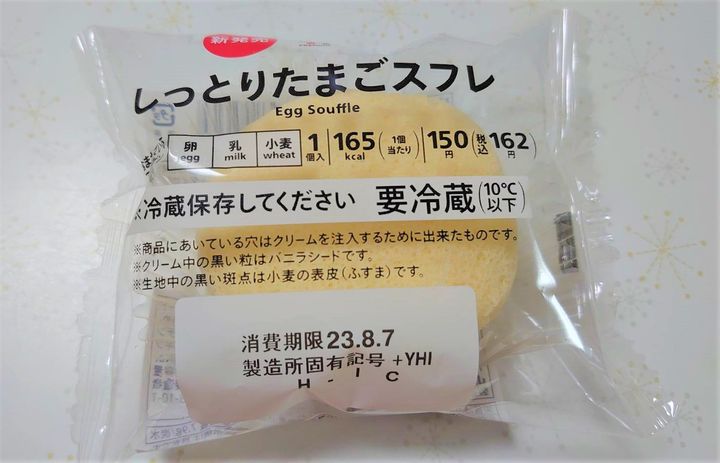 新発売
しっとりたまごスフレ
Egg Souffle
卵 egg 乳 milk 小麦 wheat 1個入 165kcal (1個当たり) 150円 (税込162円)
※冷蔵保存してください 要冷蔵(10℃以下)
※商品にあいている穴はクリームを注入するために出来たものです。
※クリーム中の黒い粒はバニラシードです。
※生地中の黒い斑点は小麦の表皮(ふすま)です。
消費期限 23.8.7
製造所固有記号 +YHI
H - I C